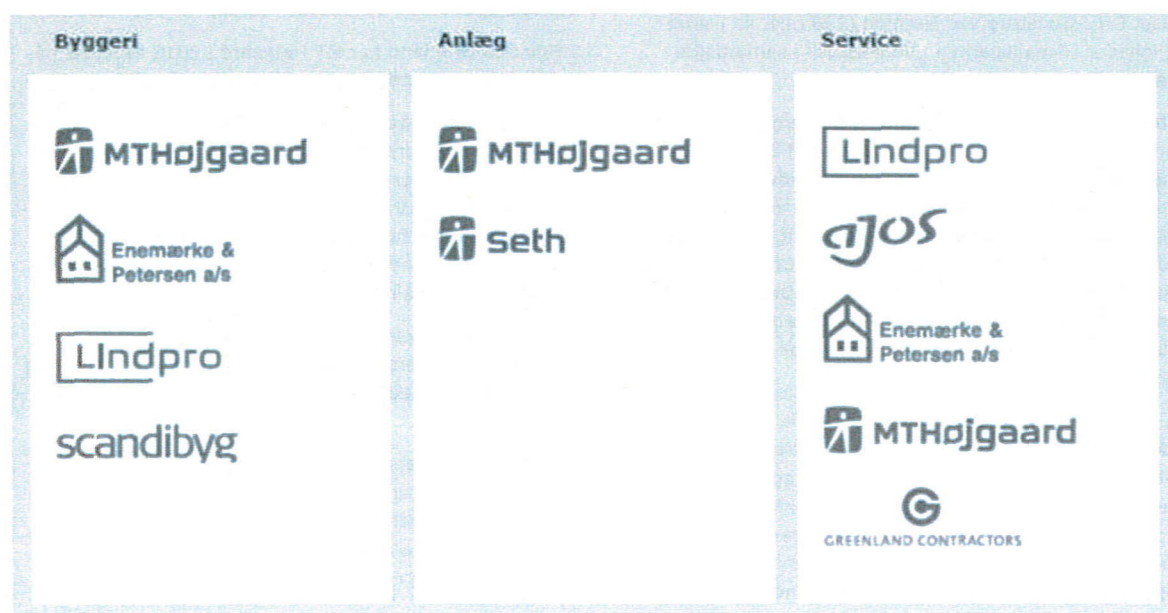 Byggeri
MTHøjgaard
Enemærke &
Petersen a/s
LIndpro
scandibyg
Anlæg
MTHøjgaard
Seth
Service
LIndpro
ajos
Enemærke &
Petersen a/s
MTHøjgaard
GREENLAND CONTRACTORS